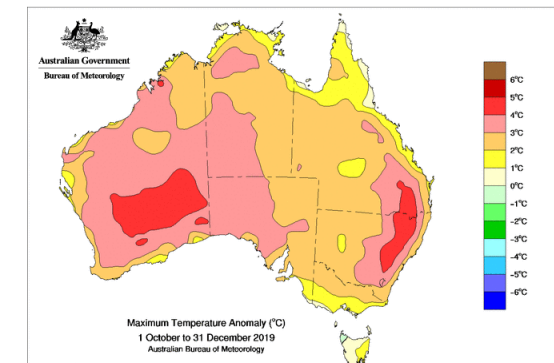 Australian Government
Bureau of Meteorology
6°C
5°C
4°C
3°C
2°C
1°C
0°C
-1°C
-2°C
-3°C
-4°C
-5°C
-6°C
Maximum Temperature Anomaly (°C)
1 October to 31 December 2019
Australian Bureau of Meteorology